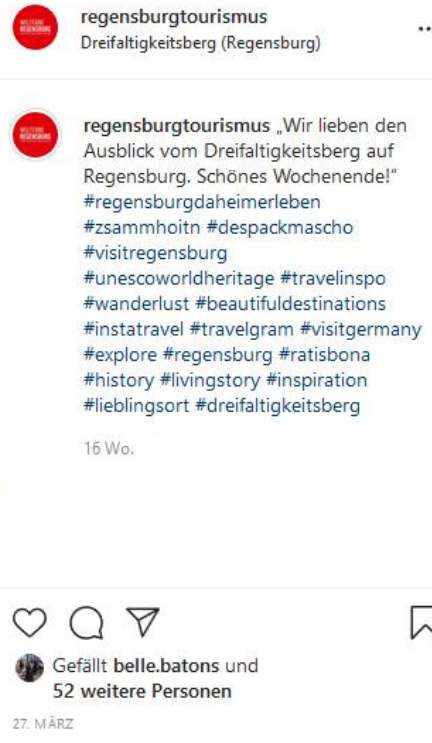 regensburgtourismus
Dreifaltigkeitsberg (Regensburg)
regensburgtourismus „Wir lieben den
Ausblick vom Dreifaltigkeitsberg auf
Regensburg. Schönes Wochenende!“
#regensburgdaheimerleben
#zsammhoitn #despackmascho
#visitregensburg
#unescoworldheritage #travelinspo
#wanderlust #beautifuldestinations
#instatravel #travelgram #visitgermany
#explore #regensburg #ratisbona
#history #livingstory #inspiration
#lieblingsort #dreifaltigkeitsberg
16 Wo.
Gefällt belle.batons und
52 weitere Personen
27. MÄRZ